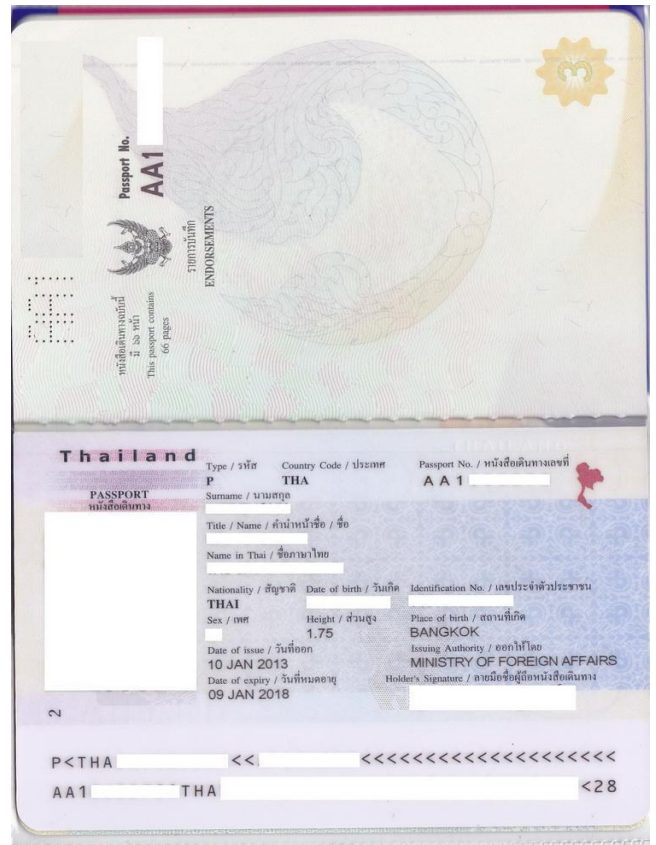 Passport No.
AA1
รายการบันทึก
ENDORSEMENTS
หนังสือเดินทางฉบับนี้
มี ๖๖ หน้า
This passport contains
66 pages
3
Thailand
PASSPORT
หนังสือเดินทาง
Type / รหัส Country Code / ประเทศ Passport No. / หนังสือเดินทางเลขที่
P THA AA1
Surname / นามสกุล
Title / Name / คำนำหน้าชื่อ / ชื่อ
Name in Thai / ชื่อภาษาไทย
Nationality / สัญชาติ Date of birth / วันเกิด Identification No. / เลขประจำตัวประชาชน
THAI
Sex / เพศ Height / ส่วนสูง Place of birth / สถานที่เกิด
1.75 BANGKOK
Date of issue / วันที่ออก Issuing Authority / ออกให้โดย
10 JAN 2013 MINISTRY OF FOREIGN AFFAIRS
Date of expiry / วันที่หมดอายุ Holder's Signature / ลายมือชื่อผู้ถือหนังสือเดินทาง
09 JAN 2018
2
P<THA << <<<<<<<<<<<<<<<<<<<<
AA1 THA <28